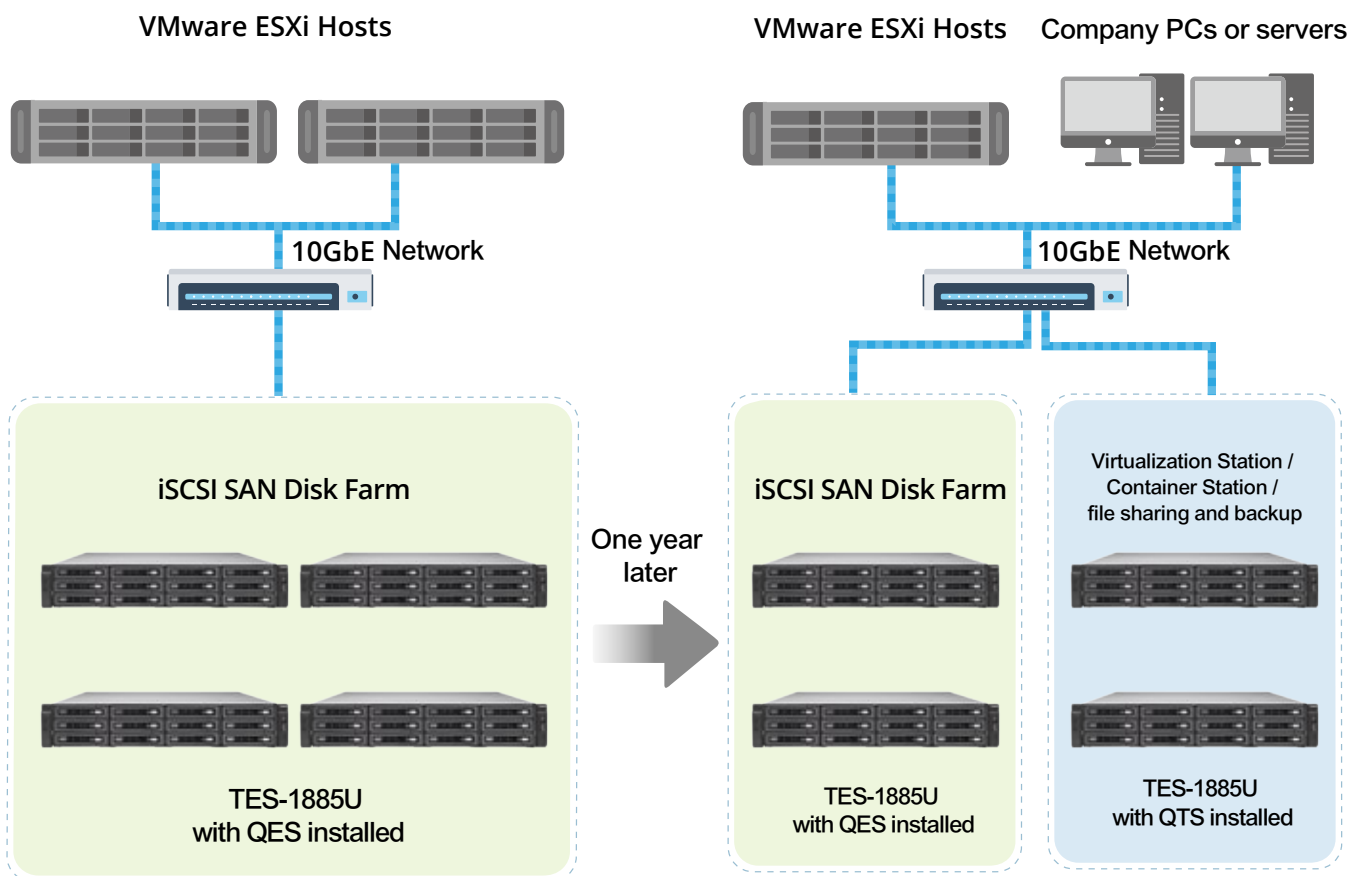 VMware ESXi Hosts
10GbE Network
iSCSI SAN Disk Farm
TES-1885U
with QES installed
One year
later
VMware ESXi Hosts
Company PCs or servers
10GbE Network
iSCSI SAN Disk Farm
TES-1885U
with QES installed
Virtualization Station /
Container Station /
file sharing and backup
TES-1885U
with QTS installed